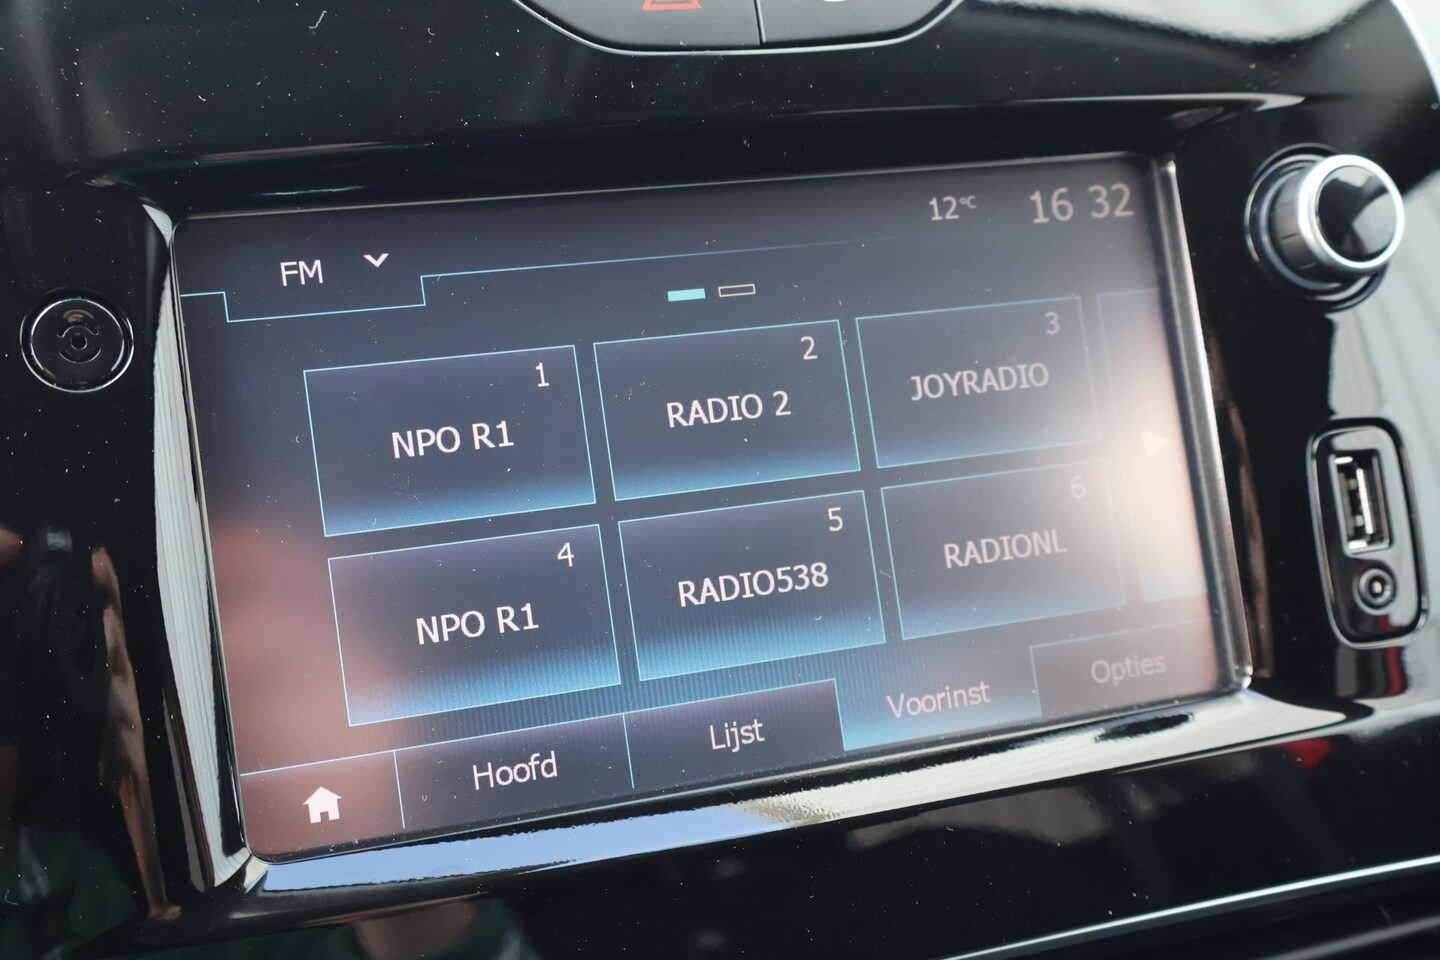 12°C 16 32
FM
1
NPO R1
2
RADIO 2
3
JOYRADIO
4
NPO R1
5
RADIO538
6
RADIONL
Hoofd
Lijst
Voorinst
Opties